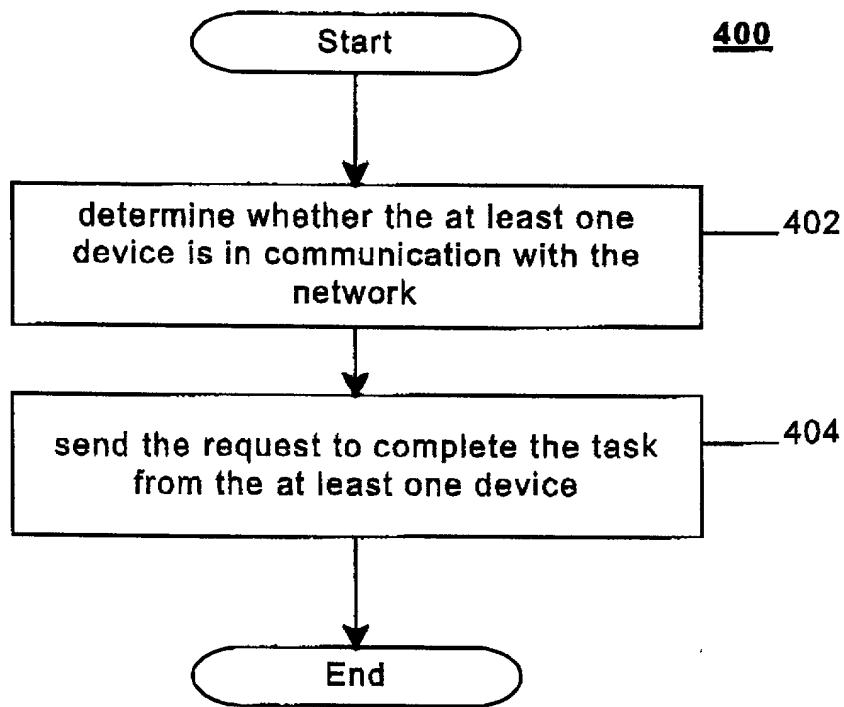 Start
400
determine whether the at least one
device is in communication with the
network
402
send the request to complete the task
from the at least one device
404
End